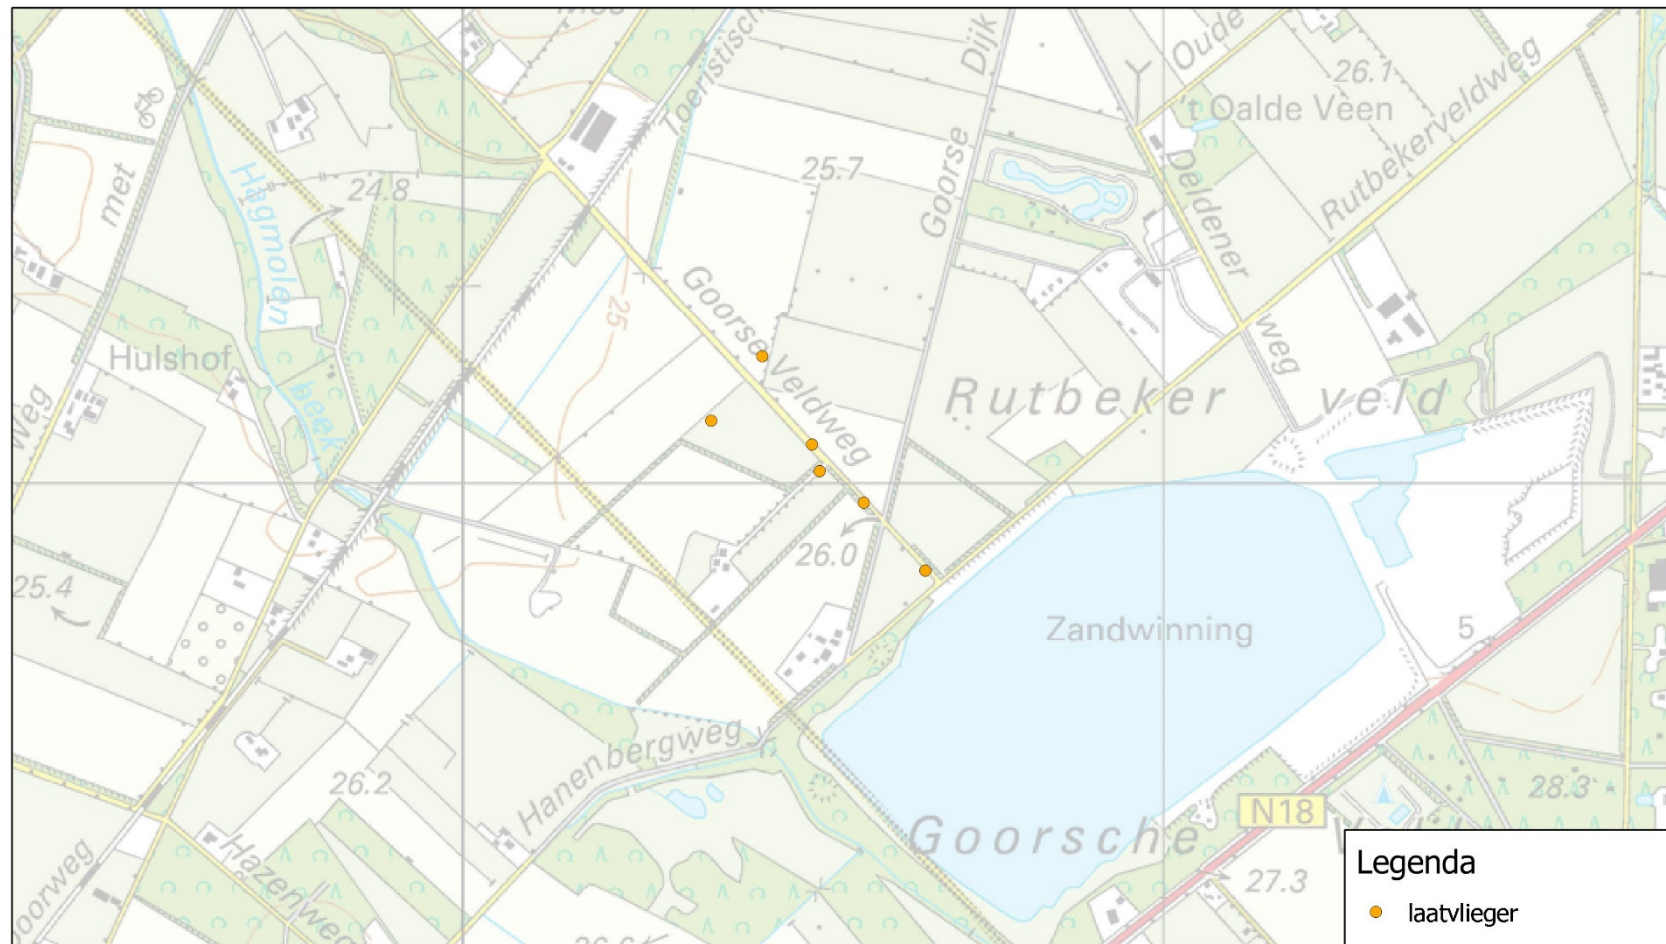 Toeristisch
Dijk
Goorse
Oude
26.1
't Oalde Veen
Rutbekerveldweg
Deldener
weg
met
Hagmolen
beek
24.8
25.7
25
Goorse Veldweg
Hulshof
Weg
Rutbeker veld
26.0
25.4
Zandwinning
5
Hanenbergweg
26.2
N18
28.3
Goorsche
Hazenweg
27.3
Legenda
laatvlieger